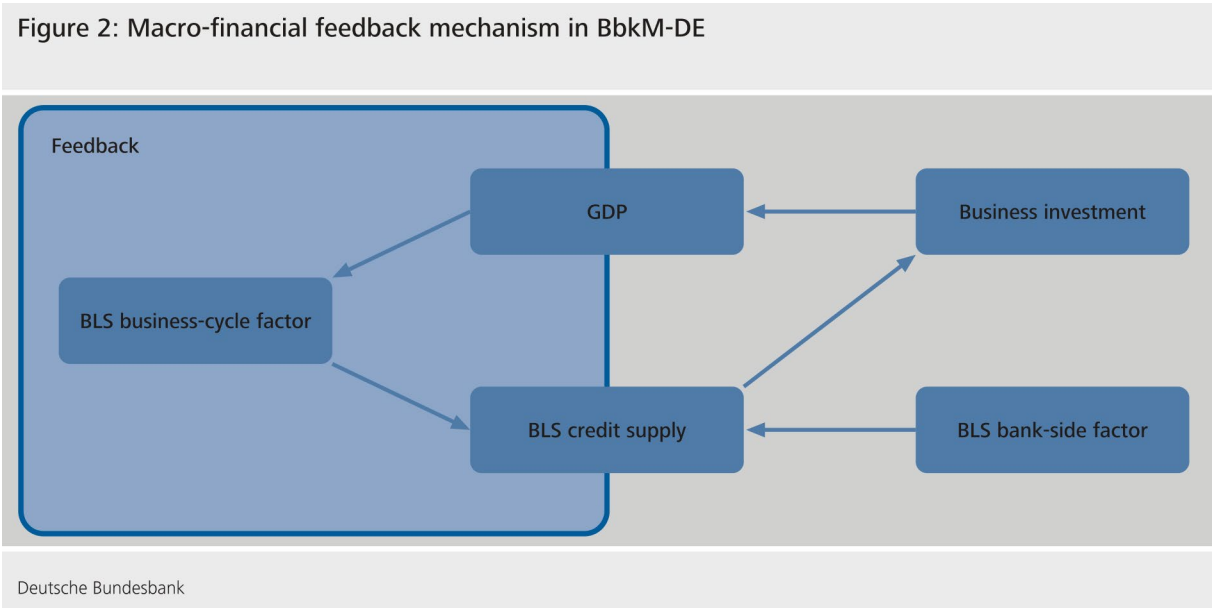 Figure 2: Macro-financial feedback mechanism in BbkM-DE
Feedback
GDP
Business investment
BLS business-cycle factor
BLS credit supply
BLS bank-side factor
Deutsche Bundesbank